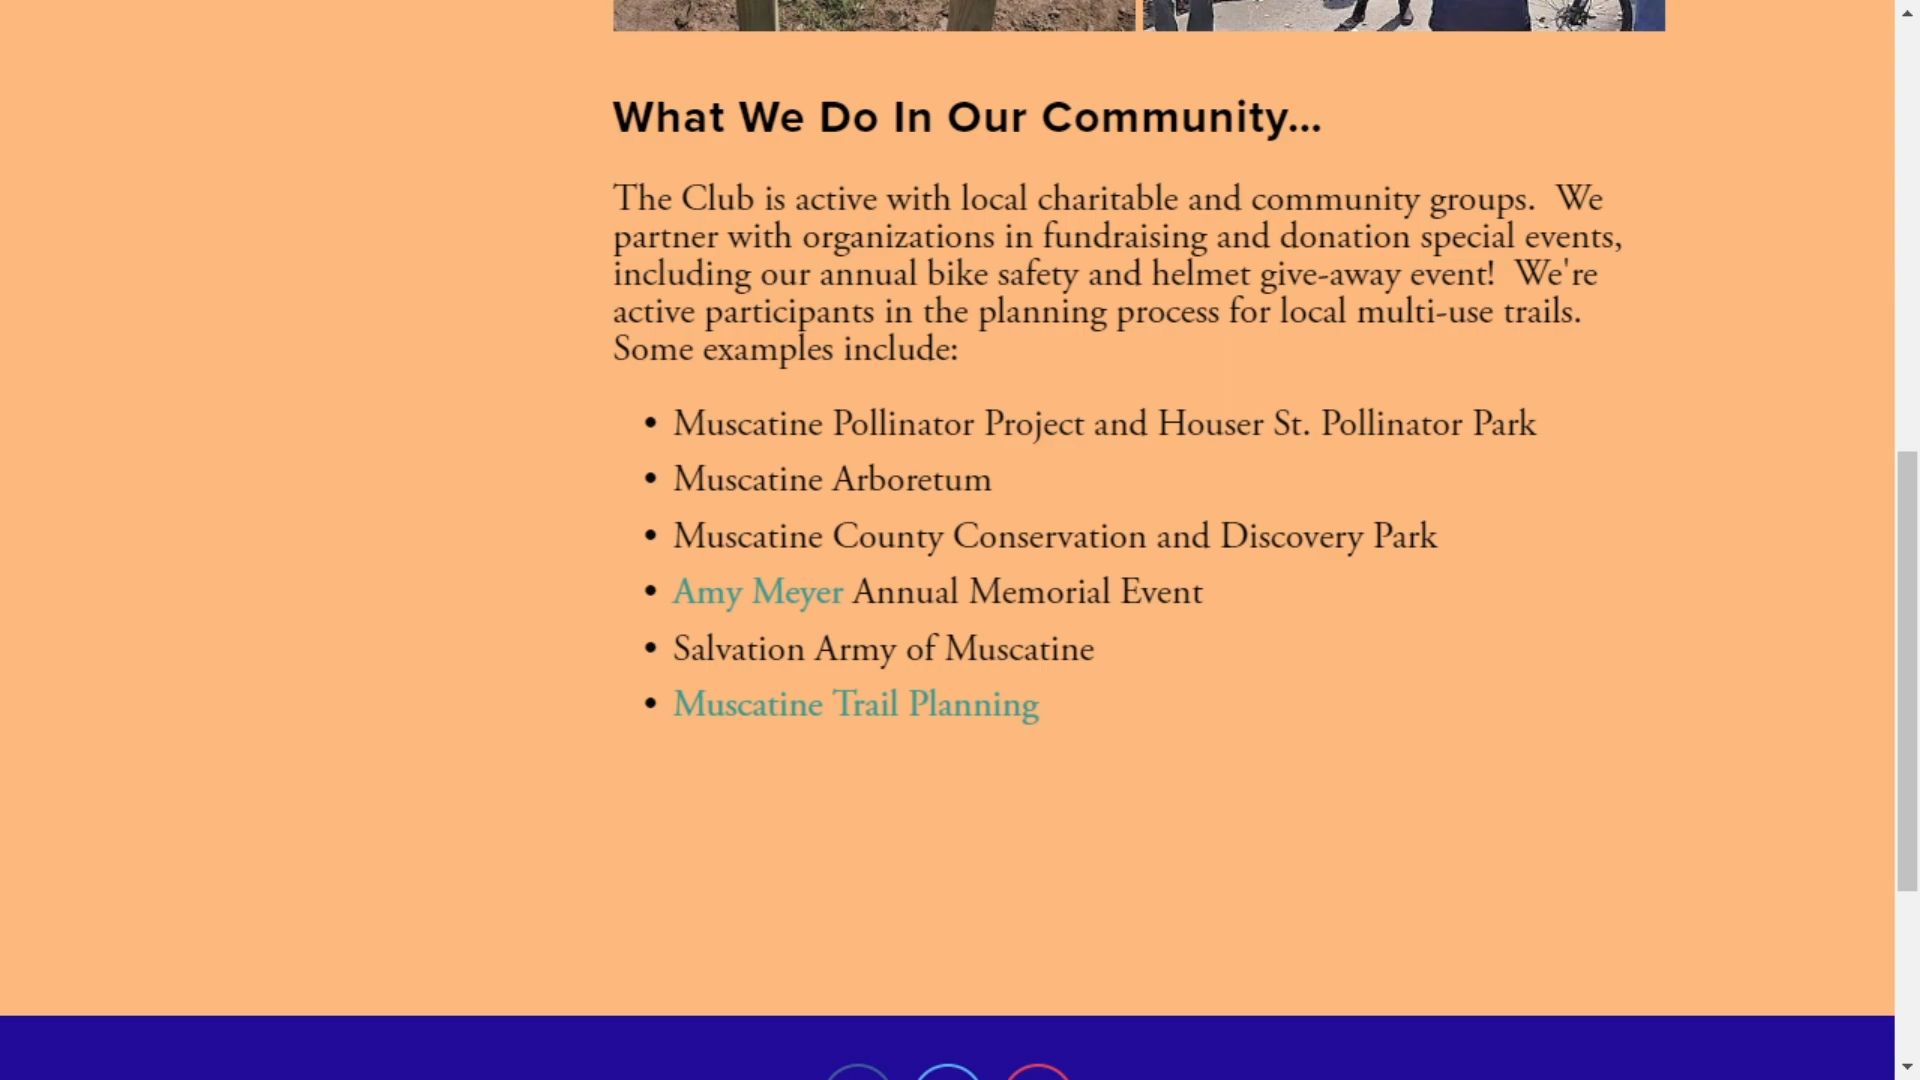 What We Do In Our Community...
The Club is active with local charitable and community groups.  We
partner with organizations in fundraising and donation special events,
including our annual bike safety and helmet give-away event!  We're
active participants in the planning process for local multi-use trails.
Some examples include:
• Muscatine Pollinator Project and Houser St. Pollinator Park
• Muscatine Arboretum
• Muscatine County Conservation and Discovery Park
• Amy Meyer Annual Memorial Event
• Salvation Army of Muscatine
• Muscatine Trail Planning